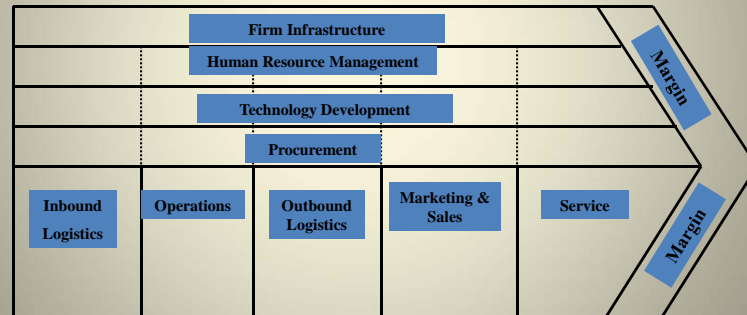 Firm Infrastructure
Human Resource Management
Margin
Technology Development
Procurement
Inbound
Logistics
Operations
Outbound
Logistics
Marketing &
Sales
Service
Margin